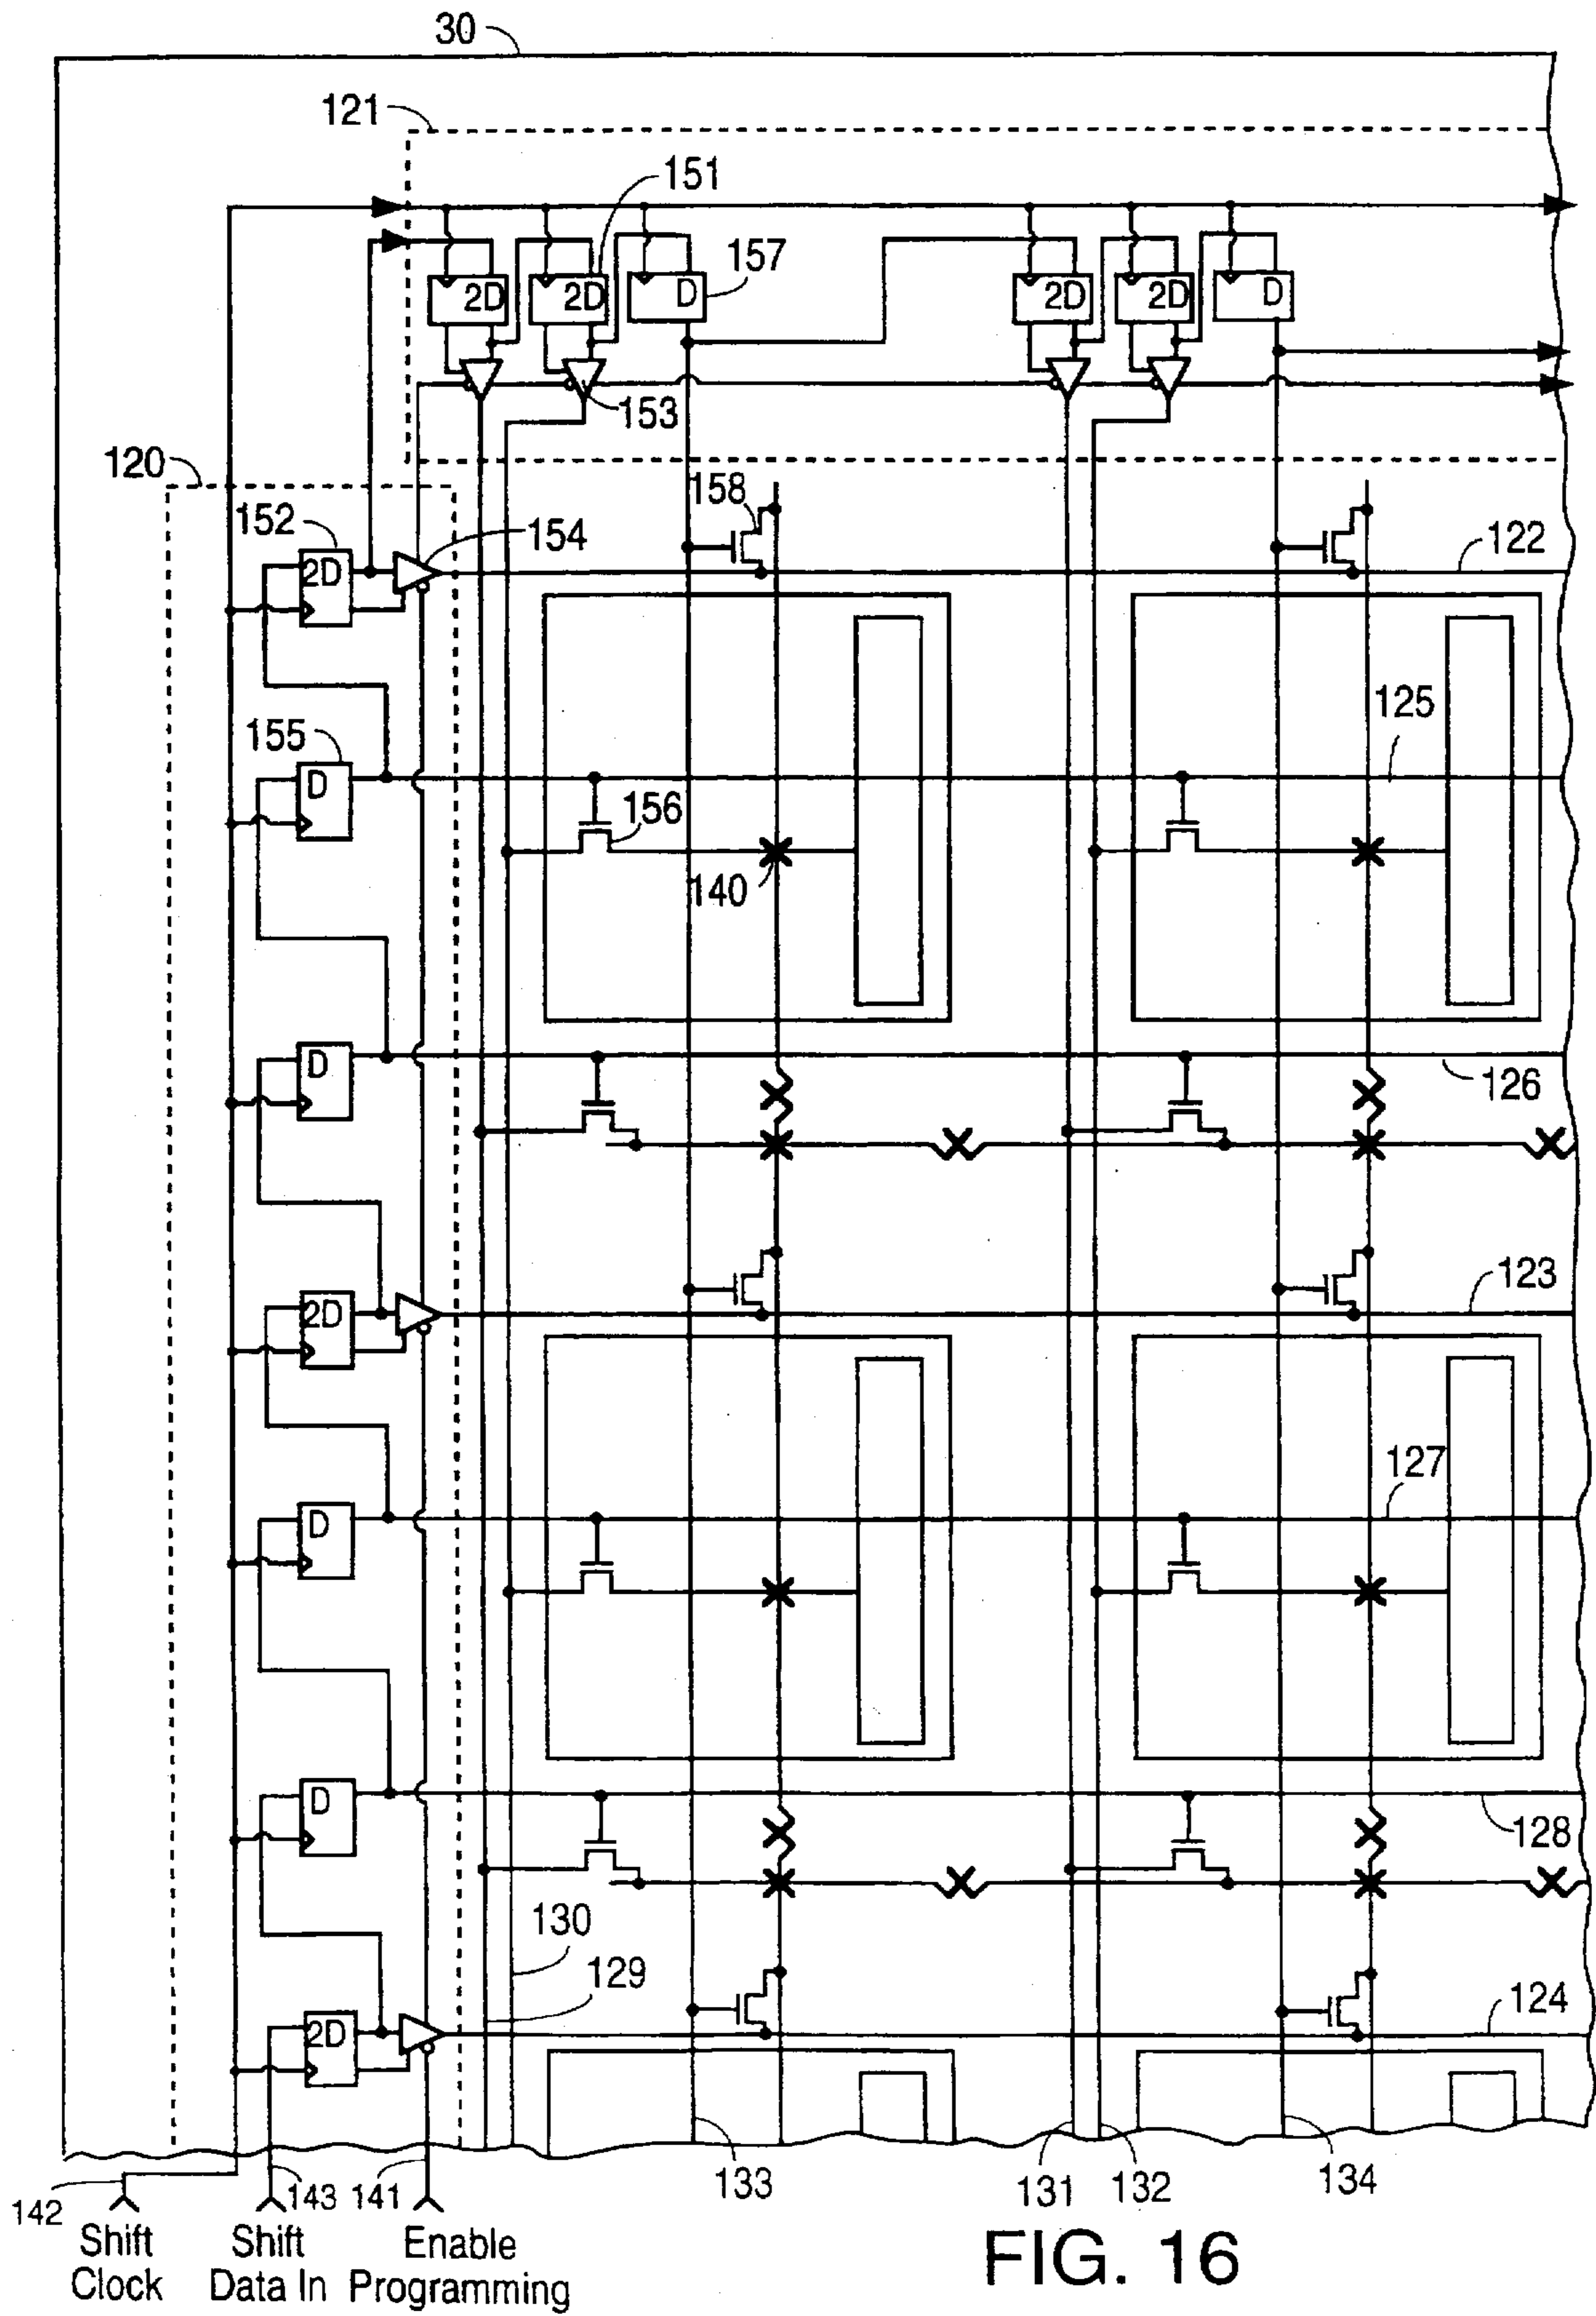 30
121
151
2D 2D D 157 2D 2D D
153
120
158
152 154 122
2D
125
155
D
156
140
D
126
123
2D
127
D
D
128
130
129
124
2D
133 131 132 134
142 143 141
Shift Shift Enable
Clock Data In Programming
FIG. 16